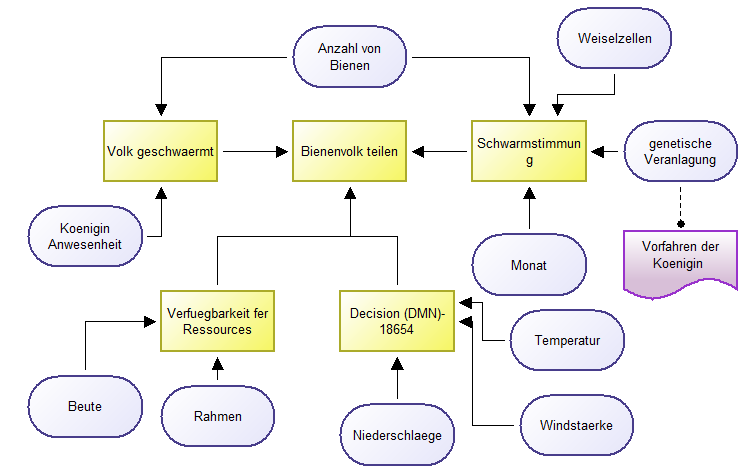 Weiselzellen
Anzahl von
Bienen
Volk geschwaermt
Bienenvolk teilen
Schwarmstimmun
g
genetische
Veranlagung
Koenigin
Anwesenheit
Monat
Vorfahren der
Koenigin
Verfuegbarkeit fer
Ressources
Decision (DMN)-
18654
Temperatur
Beute
Rahmen
Niederschlaege
Windstaerke